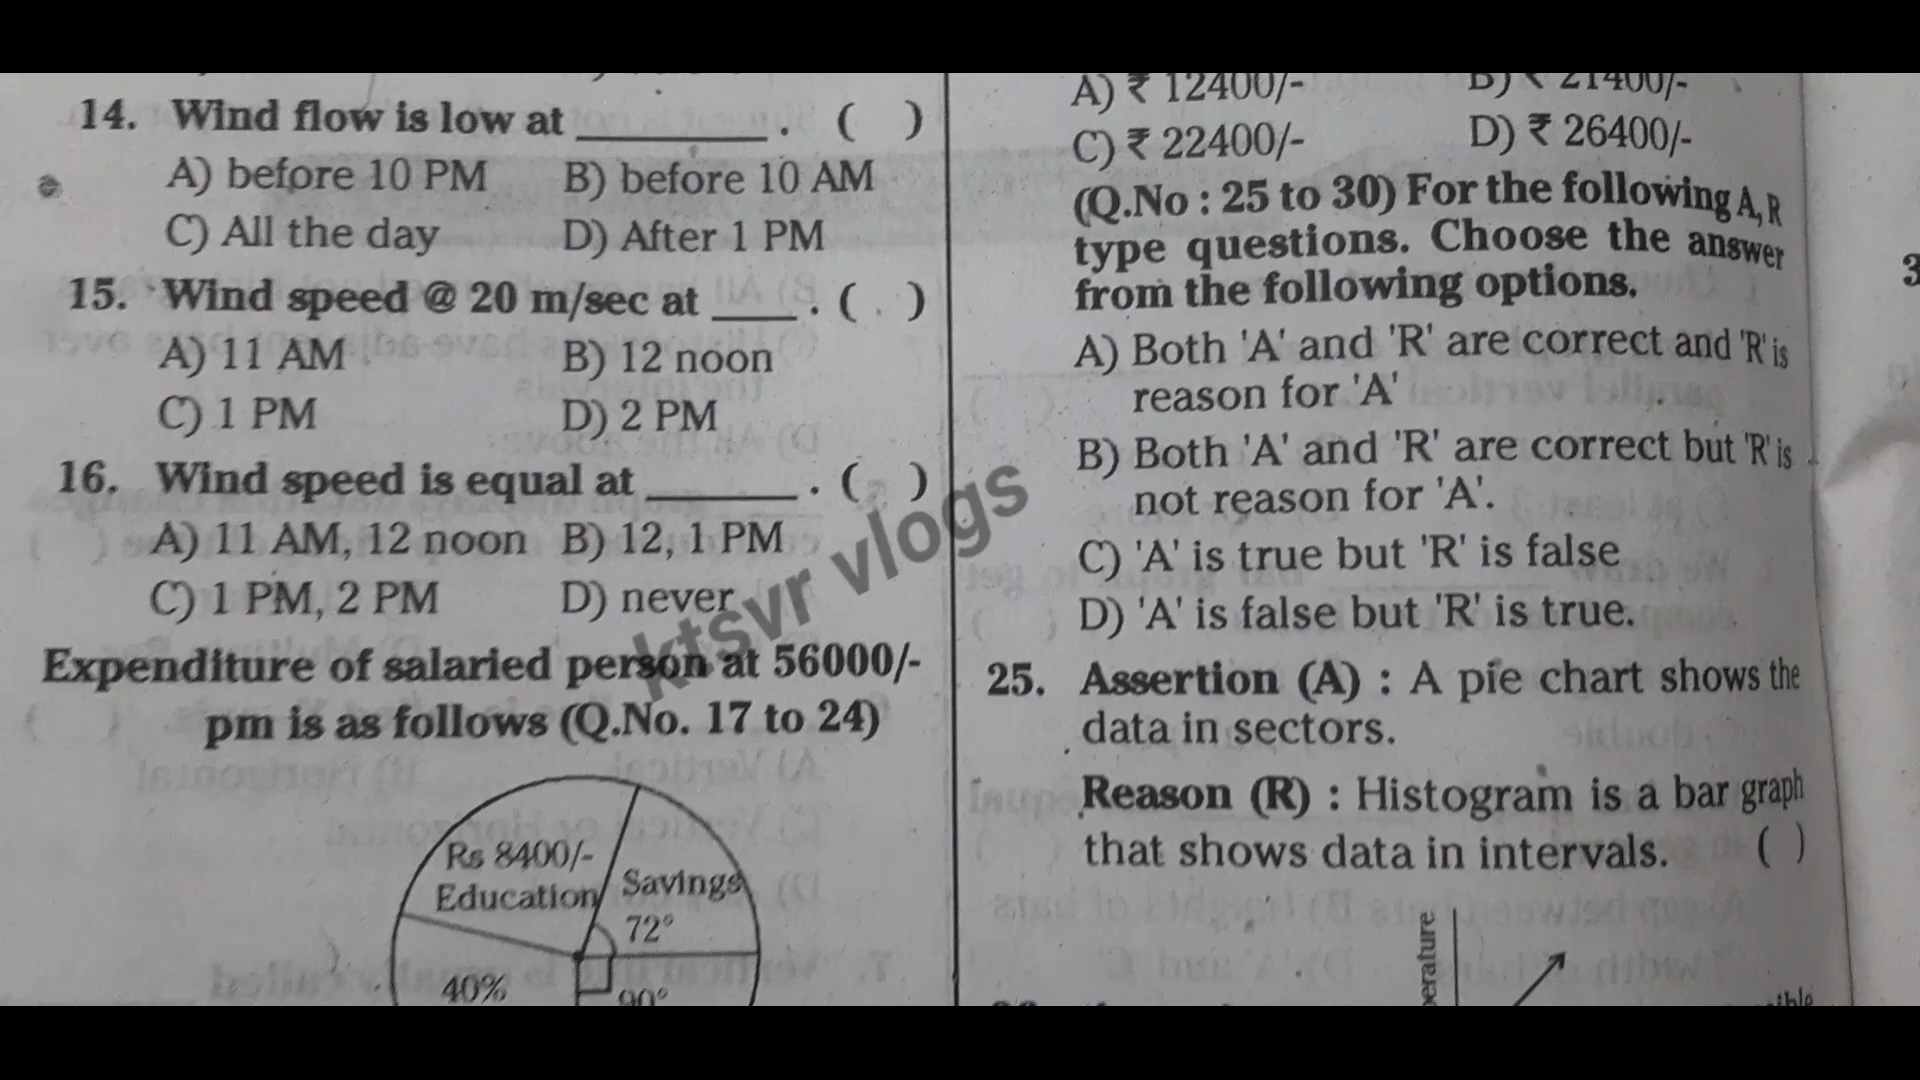 14. Wind flow is low at ________. ( )
A) before 10 PM B) before 10 AM
C) All the day D) After 1 PM
15. Wind speed @ 20 m/sec at ____. ( )
A) 11 AM B) 12 noon
C) 1 PM D) 2 PM
16. Wind speed is equal at ______. ( )
A) 11 AM, 12 noon B) 12, 1 PM
C) 1 PM, 2 PM D) never
Expenditure of salaried person at 56000/-
pm is as follows (Q.No. 17 to 24)
Rs 8400/-
Education
Savings
72°
40%
90°
ktsvr vlogs
A) ₹ 12400/- B) ₹ 21400/-
C) ₹ 22400/- D) ₹ 26400/-
(Q.No : 25 to 30) For the following A, R
type questions. Choose the answer
from the following options.
A) Both 'A' and 'R' are correct and 'R' is
reason for 'A'
B) Both 'A' and 'R' are correct but 'R' is
not reason for 'A'.
C) 'A' is true but 'R' is false
D) 'A' is false but 'R' is true.
25. Assertion (A) : A pie chart shows the
data in sectors.
Reason (R) : Histogram is a bar graph
that shows data in intervals. ( )
3